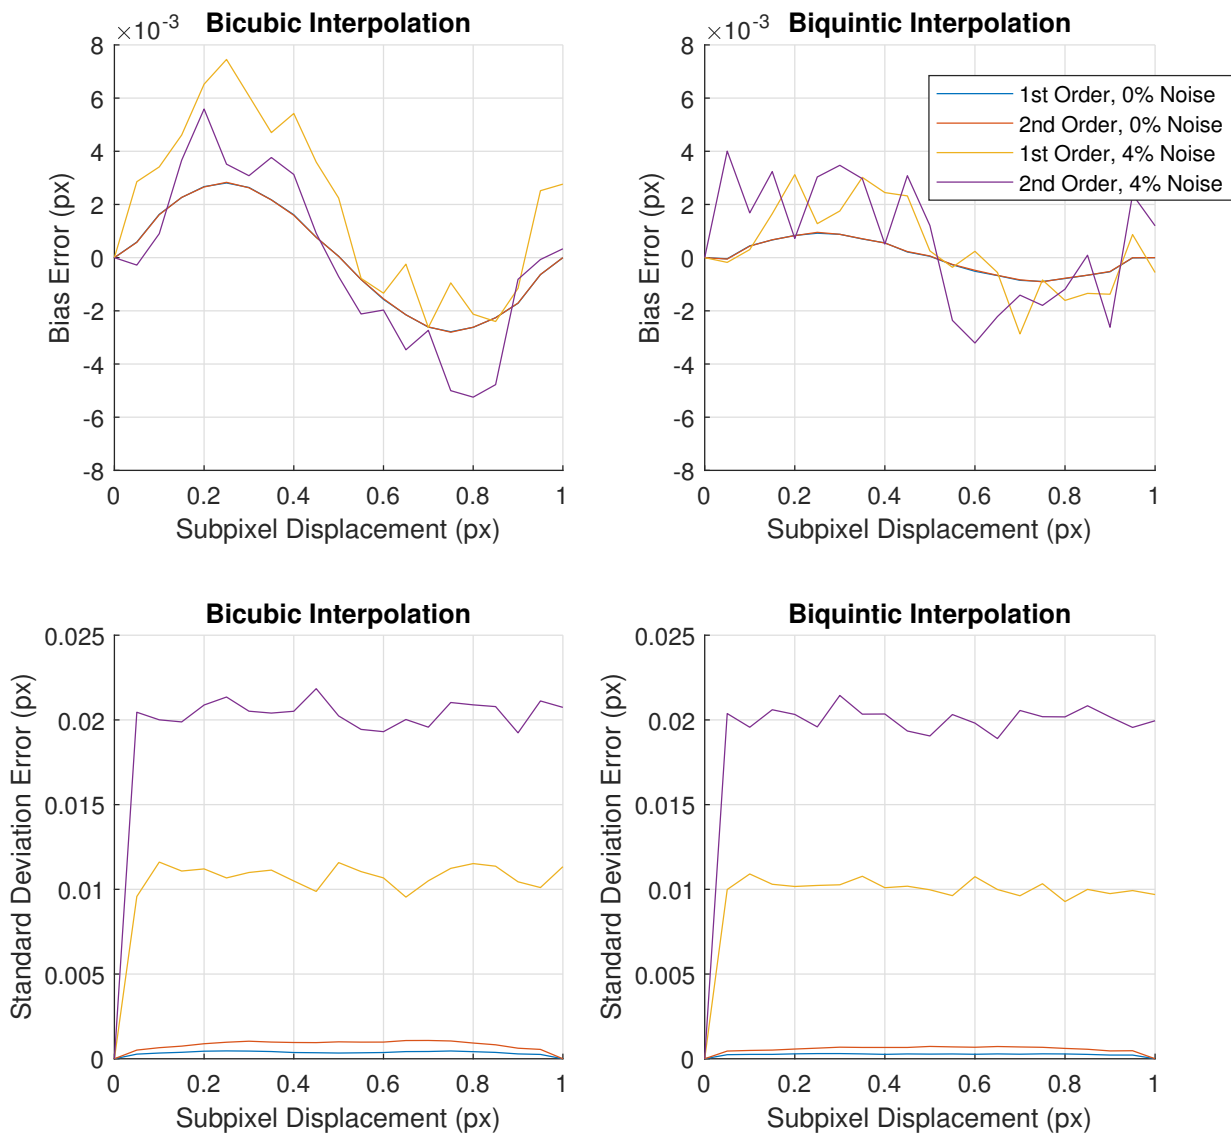 Bicubic Interpolation
×10^-3
8
6
4
2
0
-2
-4
-6
-8
Bias Error (px)
0 0.2 0.4 0.6 0.8 1
Subpixel Displacement (px)
Biquintic Interpolation
×10^-3
8
6
4
2
0
-2
-4
-6
-8
Bias Error (px)
0 0.2 0.4 0.6 0.8 1
Subpixel Displacement (px)
1st Order, 0% Noise
2nd Order, 0% Noise
1st Order, 4% Noise
2nd Order, 4% Noise
Bicubic Interpolation
0.025
0.02
0.015
0.01
0.005
0
Standard Deviation Error (px)
0 0.2 0.4 0.6 0.8 1
Subpixel Displacement (px)
Biquintic Interpolation
0.025
0.02
0.015
0.01
0.005
0
Standard Deviation Error (px)
0 0.2 0.4 0.6 0.8 1
Subpixel Displacement (px)